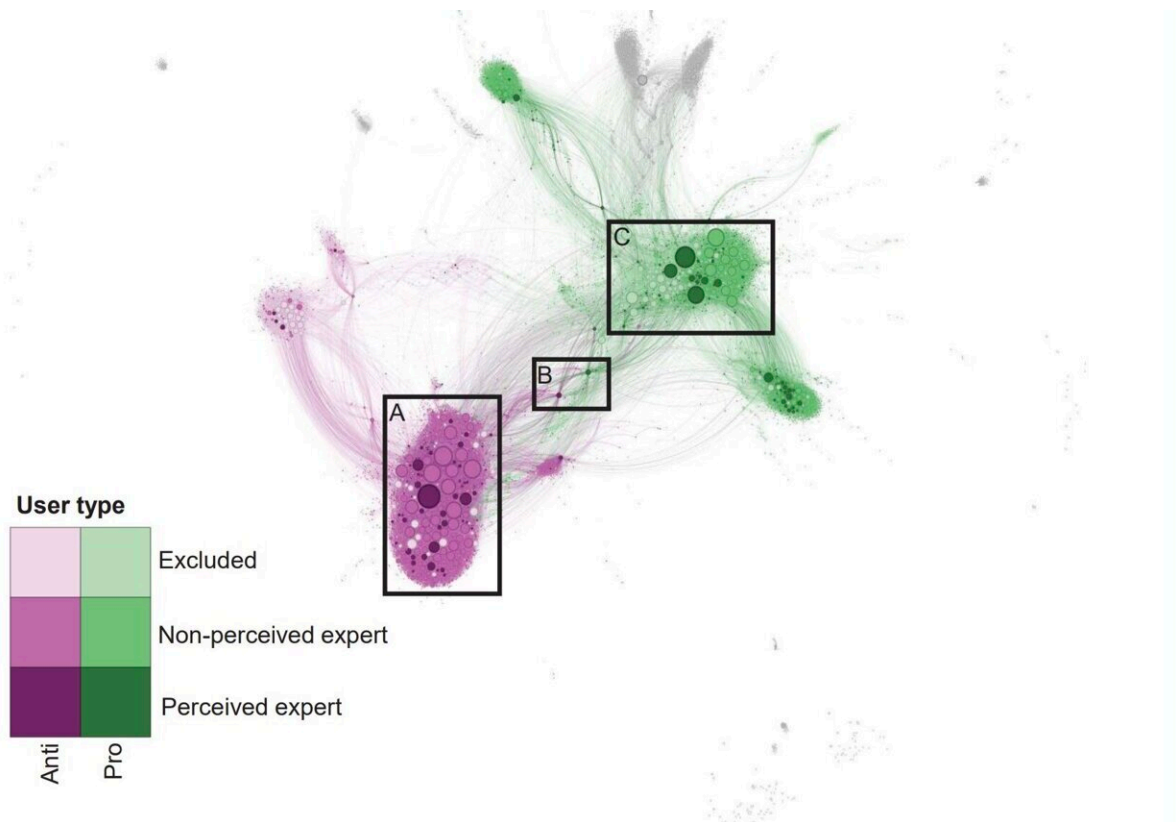 C
B
A
User type
Excluded
Non-perceived expert
Perceived expert
Anti
Pro